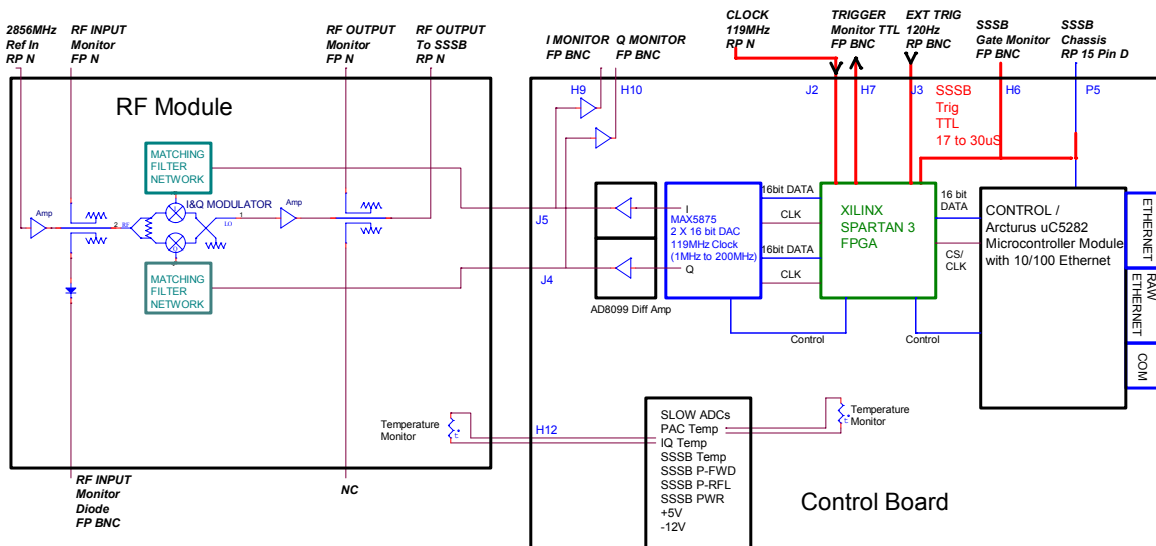 2856MHz
Ref In
RP N
RF INPUT
Monitor
FP N
RF OUTPUT
Monitor
FP N
RF OUTPUT
To SSSB
RP N
I MONITOR
FP BNC
Q MONITOR
FP BNC
CLOCK
119MHz
RP N
TRIGGER
Monitor TTL
FP BNC
EXT TRIG
120Hz
RP BNC
SSSB
Gate Monitor
FP BNC
SSSB
Chassis
RP 15 Pin D
RF Module
H9
H10
J2
H7
J3
SSSB
Trig
TTL
17 to 30uS
H6
P5
MATCHING
FILTER
NETWORK
I&Q MODULATOR
Amp
2
RF
I
Q
1
LO
Amp
MATCHING
FILTER
NETWORK
J5
J4
I
Q
AD8099 Diff Amp
MAX5875
2 X 16 bit DAC
119MHz Clock
(1MHz to 200MHz)
16bit DATA
CLK
16bit DATA
CLK
Control
XILINX
SPARTAN 3
FPGA
16 bit
DATA
CS/
CLK
Control
CONTROL /
Arcturus uC5282
Microcontroller Module
with 10/100 Ethernet
ETHERNET
RAW
ETHERNET
COM
Temperature
Monitor
t°
H12
SLOW ADCs
PAC Temp
IQ Temp
SSSB Temp
SSSB P-FWD
SSSB P-RFL
SSSB PWR
+5V
-12V
t°
Temperature
Monitor
RF INPUT
Monitor
Diode
FP BNC
NC
Control Board